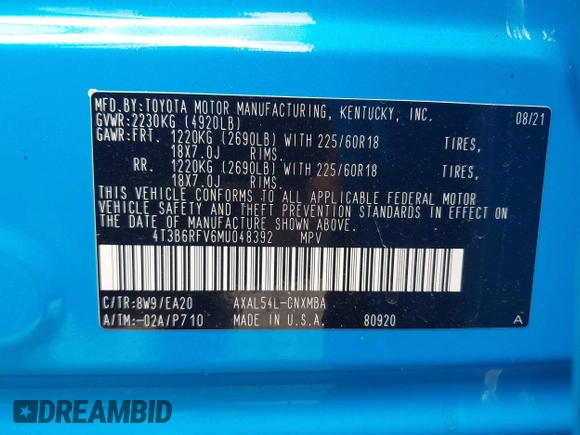 MFD.BY:TOYOTA MOTOR MANUFACTURING, KENTUCKY, INC. 08/21
GVWR:2230KG (4920LB)
GAWR:FRT. 1220KG (2690LB) WITH 225/60R18 TIRES,
18X7.0J RIMS.
RR. 1220KG (2690LB) WITH 225/60R18 TIRES,
18X7.0J RIMS.
THIS VEHICLE CONFORMS TO ALL APPLICABLE FEDERAL MOTOR
VEHICLE SAFETY AND THEFT PREVENTION STANDARDS IN EFFECT ON
THE DATE OF MANUFACTURE SHOWN ABOVE.
4T3B6RFV6MU048392 MPV
C/TR:8W9/EA20 AXAL54L-GNXMBA
A/TM:-02A/P710 MADE IN U.S.A. 80920 A
DREAMBID